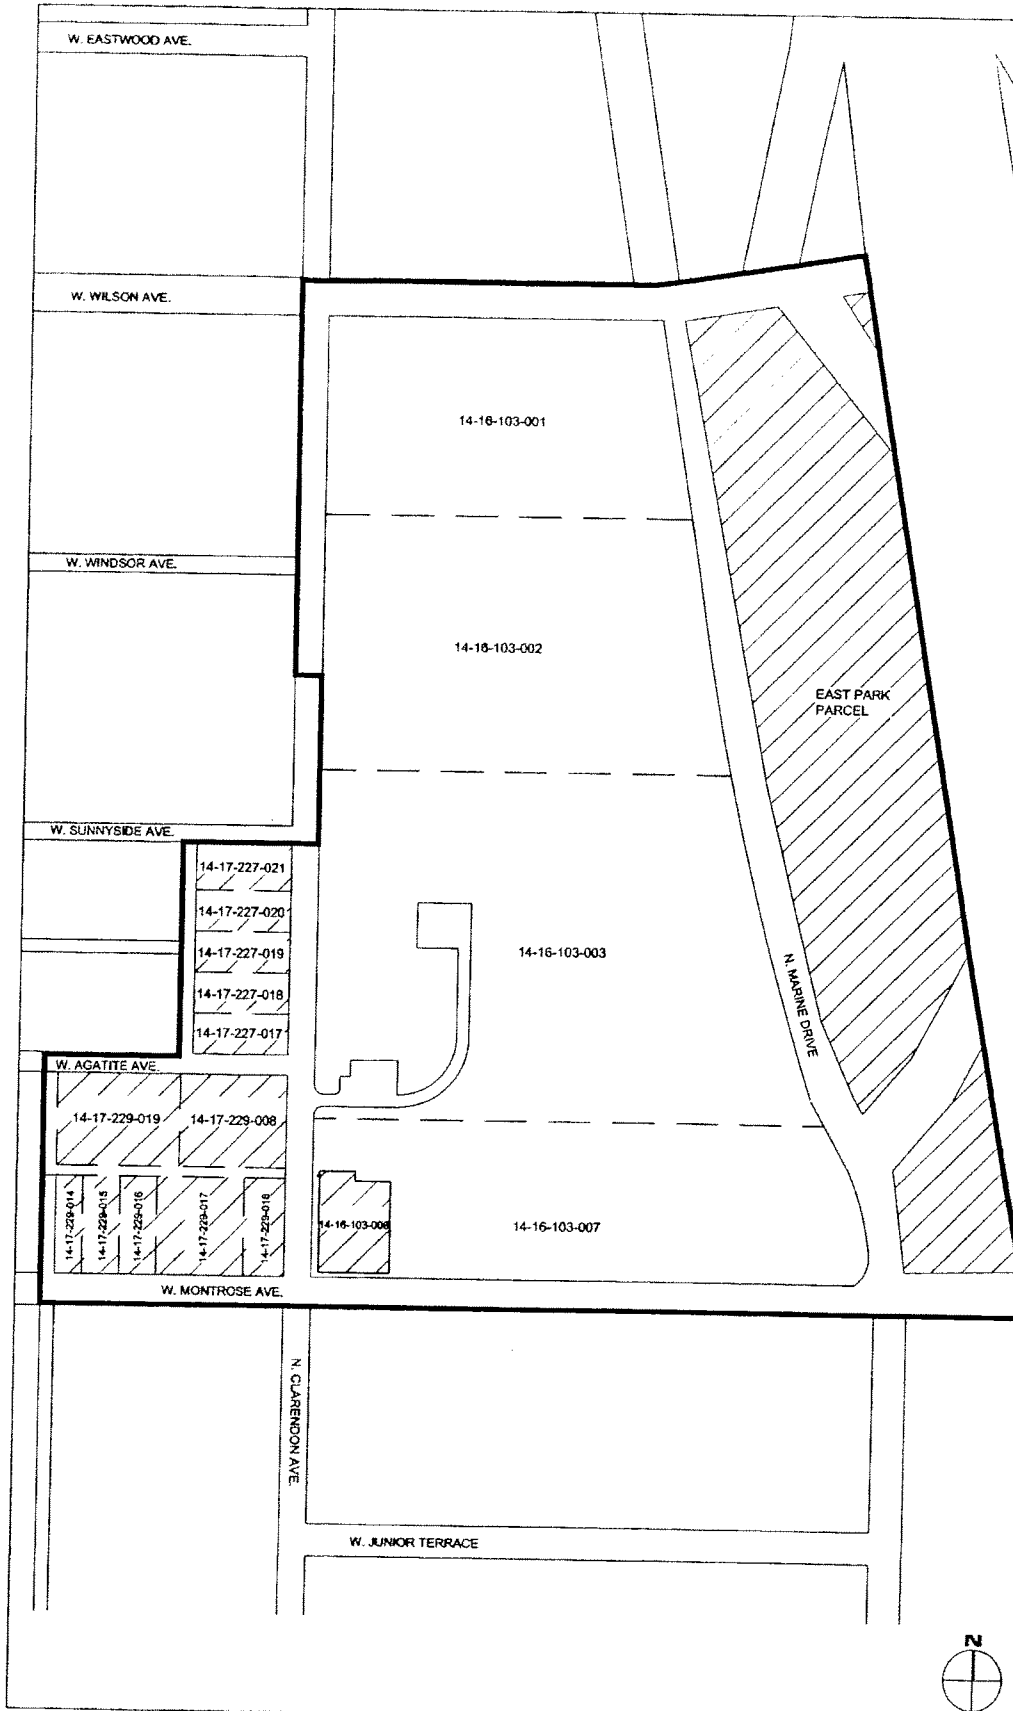 W. EASTWOOD AVE.
W. WILSON AVE.
14-16-103-001
W. WINDSOR AVE.
14-16-103-002
EAST PARK
PARCEL
W. SUNNYSIDE AVE.
14-17-227-021
14-17-227-020
14-17-227-019
14-17-227-018
14-17-227-017
14-16-103-003
N. MARINE DRIVE
W. AGATITE AVE.
14-17-229-019
14-17-229-008
14-17-229-014
14-17-229-015
14-17-229-016
14-17-229-017
14-17-229-018
14-16-103-006
14-16-103-007
W. MONTROSE AVE.
N. CLARENDON AVE.
W. JUNIOR TERRACE
N